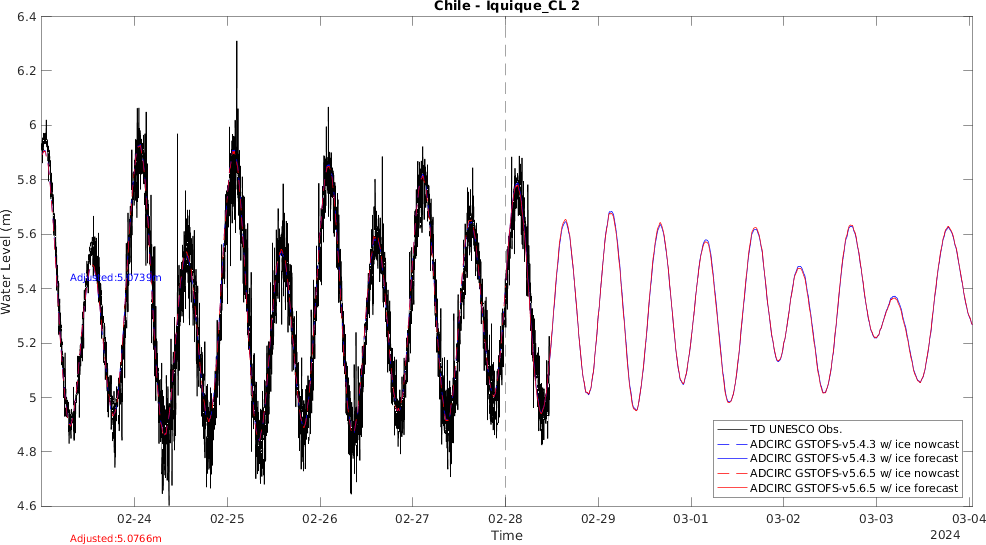 Chile - Iquique_CL 2
6.4
6.2
6
5.8
5.6
5.4
5.2
5
4.8
4.6
Water Level (m)
Adjusted:5.0739m
TD UNESCO Obs.
ADCIRC GSTOFS-v5.4.3 w/ ice nowcast
ADCIRC GSTOFS-v5.4.3 w/ ice forecast
ADCIRC GSTOFS-v5.6.5 w/ ice nowcast
ADCIRC GSTOFS-v5.6.5 w/ ice forecast
02-24 02-25 02-26 02-27 02-28 02-29 03-01 03-02 03-03 03-04
Time
2024
Adjusted:5.0766m